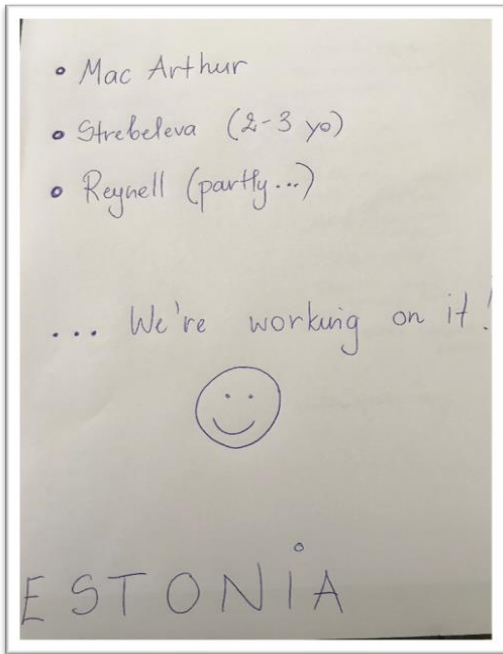 • Mac Arthur
• Strebeleva (2-3 yo)
• Reynell (partly...)
... We're working on it!
ESTONiA